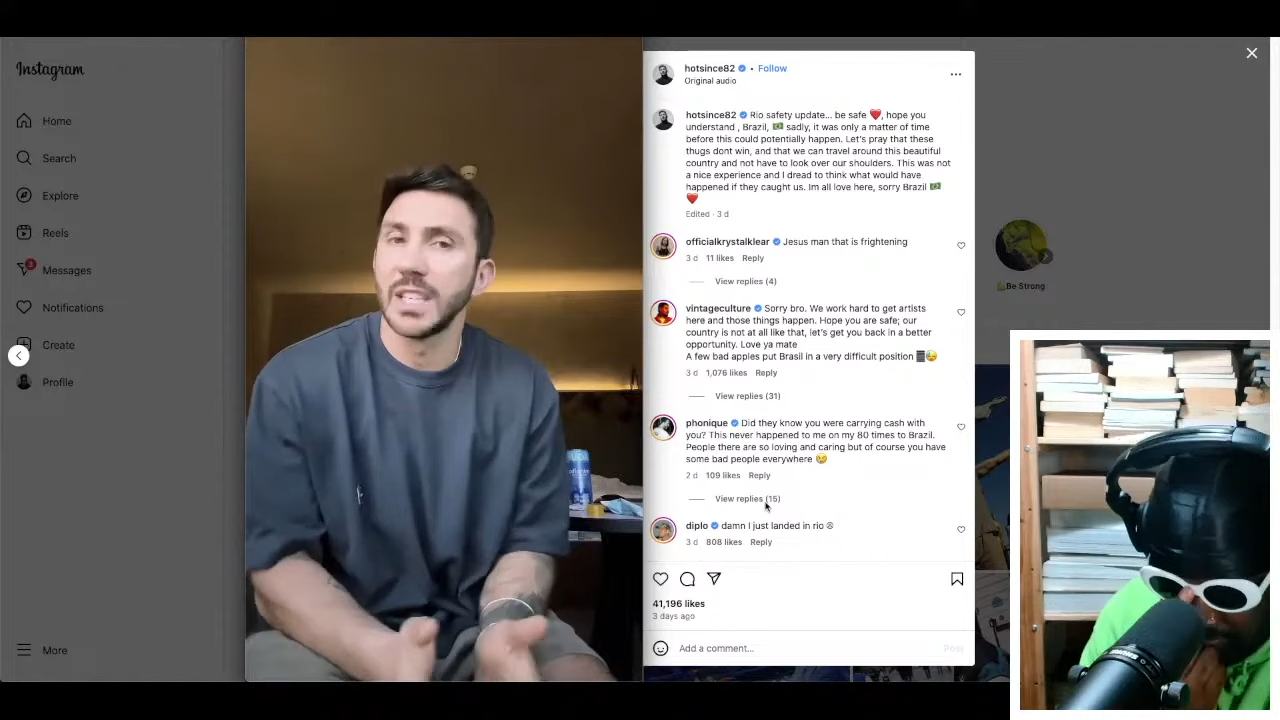 Instagram
Home
Search
Explore
Reels
3
Messages
Notifications
Create
Profile
More
hotsince82 • Follow
Original audio
hotsince82 Rio safety update... be safe ❤️, hope you
understand , Brazil, 🇧🇷 sadly, it was only a matter of time
before this could potentially happen. Let's pray that these
thugs dont win, and that we can travel around this beautiful
country and not have to look over our shoulders. This was not
a nice experience and I dread to think what would have
happened if they caught us. Im all love here, sorry Brazil 🇧🇷
❤️
Edited · 3 d
officialkrystalklear Jesus man that is frightening
3 d 11 likes Reply
View replies (4)
vintageculture Sorry bro. We work hard to get artists
here and those things happen. Hope you are safe; our
country is not at all like that, let's get you back in a better
opportunity. Love ya mate
A few bad apples put Brasil in a very difficult position
3 d 1,076 likes Reply
View replies (31)
phonique Did they know you were carrying cash with
you? This never happened to me on my 80 times to Brazil.
People there are so loving and caring but of course you have
some bad people everywhere 😢
2 d 109 likes Reply
View replies (15)
diplo damn I just landed in rio ☹
3 d 808 likes Reply
41,196 likes
3 days ago
Add a comment...
Post
Be Strong